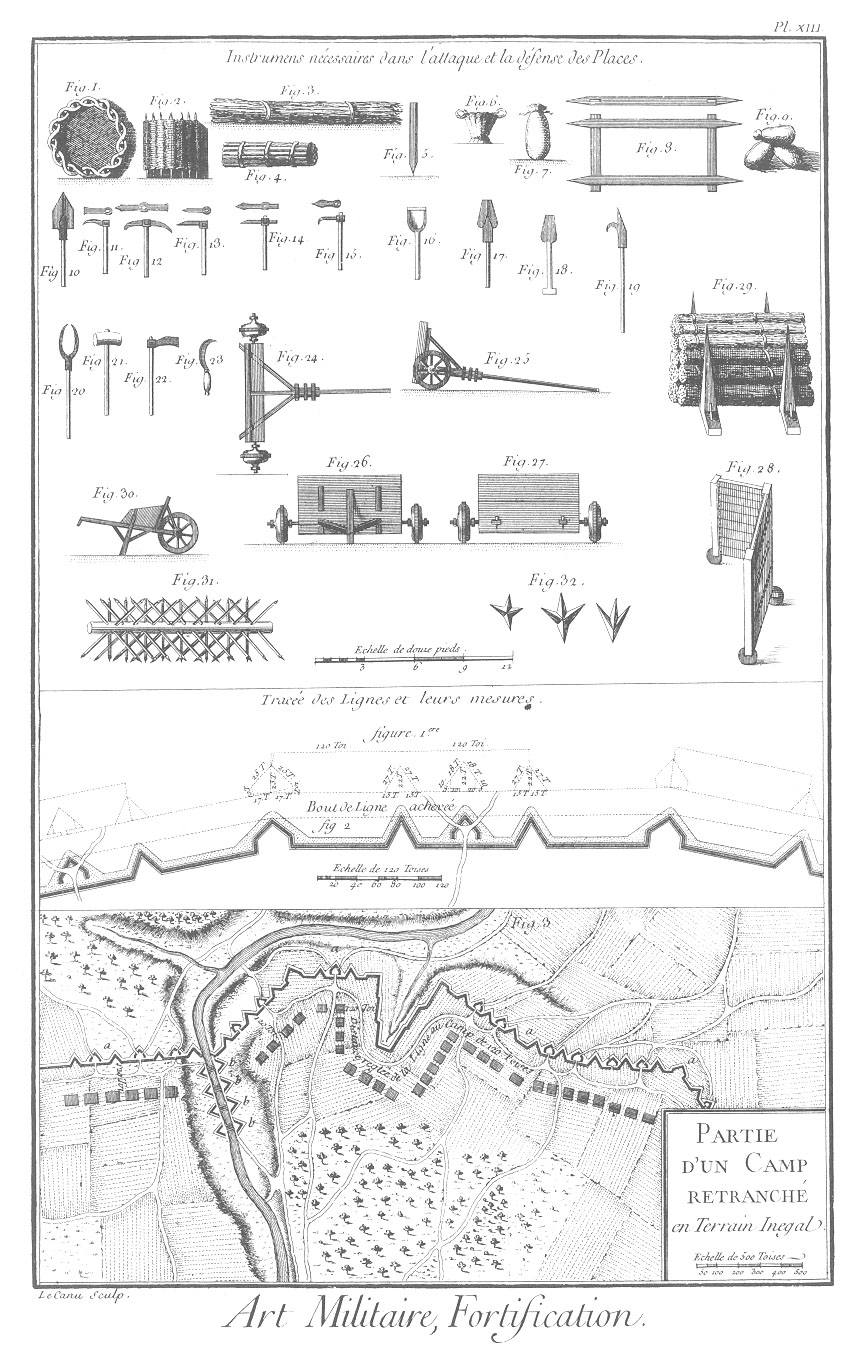 Pl. XIII
Instrumens nécessaires dans l'attaque et la défense des Places.
Fig. 1.
Fig. 2.
Fig. 3.
Fig. 4.
Fig. 5.
Fig. 6.
Fig. 7.
Fig. 8.
Fig. 9.
Fig 10
Fig. 11.
Fig 12
Fig. 13.
Fig. 14
Fig. 15.
Fig. 16.
Fig. 17.
Fig. 18.
Fig. 19
Fig. 29.
Fig 20
Fig. 21.
Fig. 22.
Fig. 23
Fig. 24.
Fig. 25
Fig. 26.
Fig. 27.
Fig. 28.
Fig. 30.
Fig. 31.
Fig. 32.
Echelle de douze pieds.
3 6 9 12
Tracée des Lignes et leurs mesures.
figure 1ere
120 Toi 120 Toi
Bout de Ligne achevée
fig 2
Echelle de 120 Toises
20 40 60 80 100 120
Fig. 3
a
a
a
a
Distance égale de la Ligne au Camp de 120 Toises
b
b
b
b
PARTIE
D'UN CAMP
RETRANCHÉ
en Terrain Inegal.
Echelle de 500 Toises
50 100 200 300 400 500
Le Canu Sculp.
Art Militaire, Fortification.